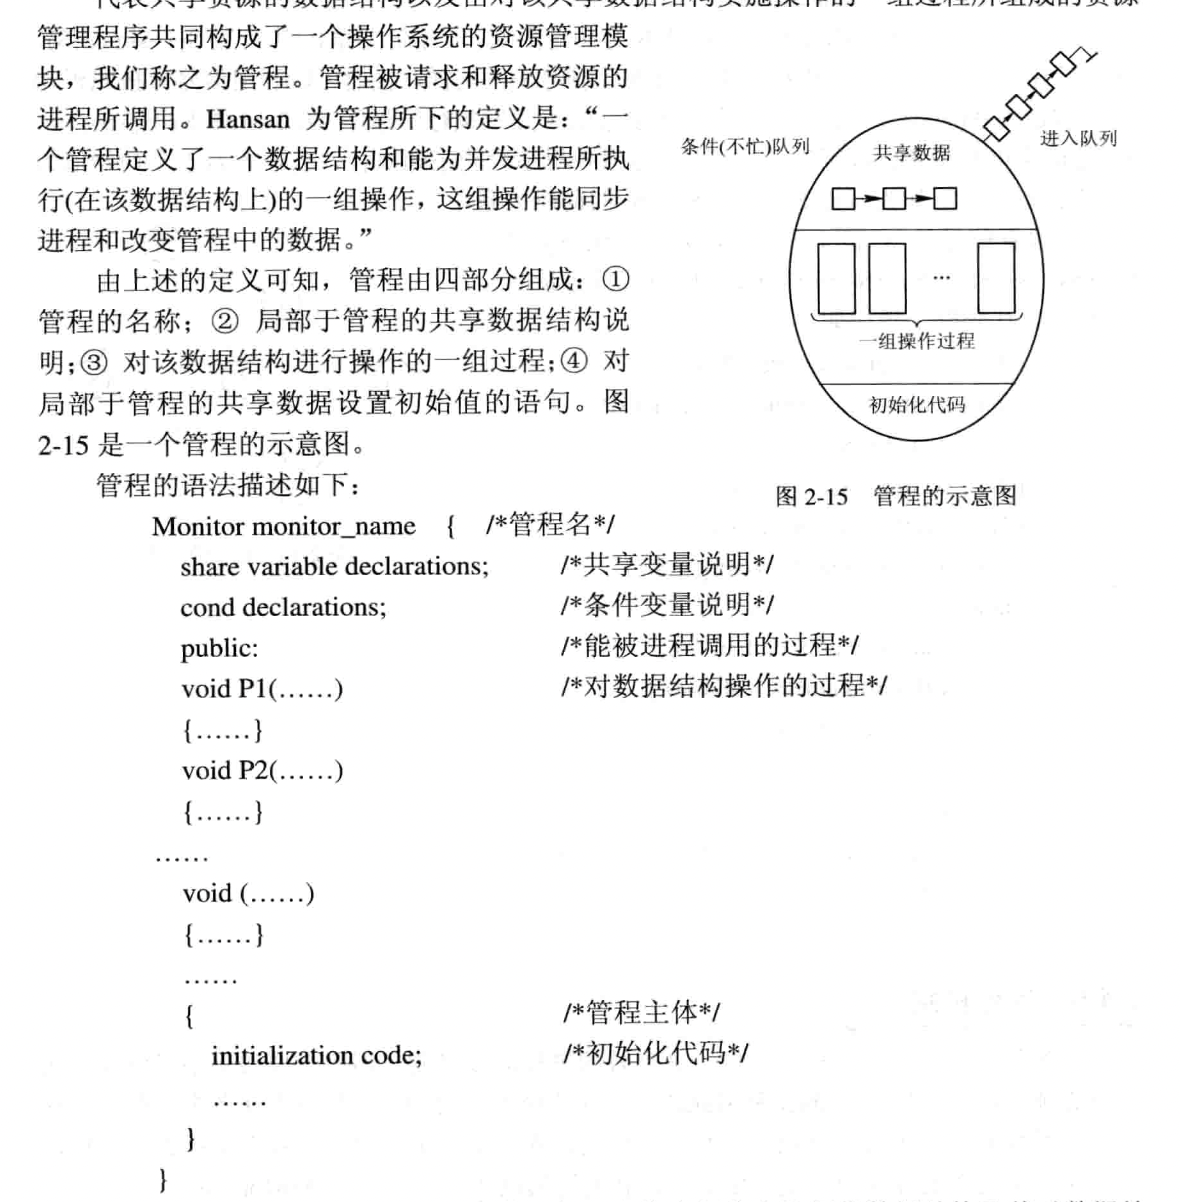 管理程序共同构成了一个操作系统的资源管理模
块，我们称之为管程。管程被请求和释放资源的
进程所调用。Hansan 为管程所下的定义是：“一
个管程定义了一个数据结构和能为并发进程所执
行(在该数据结构上)的一组操作，这组操作能同步
进程和改变管程中的数据。”
由上述的定义可知，管程由四部分组成：①
管程的名称；② 局部于管程的共享数据结构说
明;③ 对该数据结构进行操作的一组过程;④ 对
局部于管程的共享数据设置初始值的语句。图
2-15 是一个管程的示意图。
条件(不忙)队列
共享数据
进入队列
…
一组操作过程
初始化代码
图 2-15 管程的示意图
管程的语法描述如下：
Monitor monitor_name { /*管程名*/
share variable declarations; /*共享变量说明*/
cond declarations; /*条件变量说明*/
public: /*能被进程调用的过程*/
void P1(……) /*对数据结构操作的过程*/
{……}
void P2(……)
{……}
……
void (……)
{……}
……
{ /*管程主体*/
initialization code; /*初始化代码*/
……
}
}